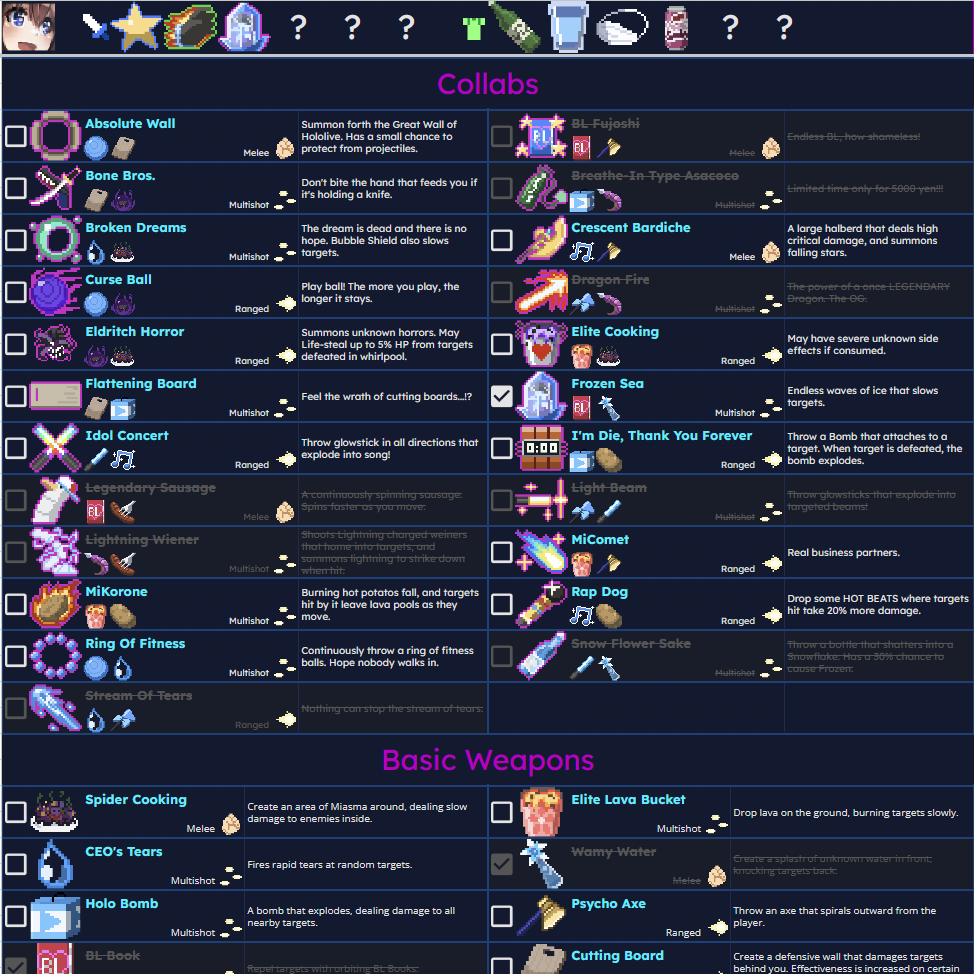 ? ? ? ? ?
Collabs
Absolute Wall
Melee
Summon forth the Great Wall of
Hololive. Has a small chance to
protect from projectiles.
BL Fujoshi
BL
BL
Melee
Endless BL, how shameless!
Bone Bros.
Multishot
Don't bite the hand that feeds you if
it's holding a knife.
Breathe-In Type Asacoco
Multishot
Limited time only for 5000 yen!!!
Broken Dreams
Multishot
The dream is dead and there is no
hope. Bubble Shield also slows
targets.
Crescent Bardiche
Melee
A large halberd that deals high
critical damage, and summons
falling stars.
Curse Ball
Ranged
Play ball! The more you play, the
longer it stays.
Dragon Fire
Multishot
The power of a once LEGENDARY
Dragon. The OG.
Eldritch Horror
Ranged
Summons unknown horrors. May
Life-steal up to 5% HP from targets
defeated in whirlpool.
Elite Cooking
Ranged
May have severe unknown side
effects if consumed.
Flattening Board
Multishot
Feel the wrath of cutting boards...!?
Frozen Sea
BL
Multishot
Endless waves of ice that slows
targets.
Idol Concert
Ranged
Throw glowstick in all directions that
explode into song!
I'm Die, Thank You Forever
0:00
Ranged
Throw a Bomb that attaches to a
target. When target is defeated, the
bomb explodes.
Legendary Sausage
BL
Melee
A continuously spinning sausage.
Spins faster as you move.
Light Beam
Multishot
Throw glowsticks that explode into
targeted beams!
Lightning Wiener
Multishot
Shoots Lightning charged weiners
that home into targets, and
summons lightning to strike down
when hit.
MiComet
Ranged
Real business partners.
MiKorone
Multishot
Burning hot potatos fall, and targets
hit by it leave lava pools as they
move.
Rap Dog
Ranged
Drop some HOT BEATS where targets
hit take 20% more damage.
Ring Of Fitness
Multishot
Continuously throw a ring of fitness
balls. Hope nobody walks in.
Snow Flower Sake
Multishot
Throw a bottle that shatters into a
Snowflake. Has a 30% chance to
cause Frozen.
Stream Of Tears
Ranged
Nothing can stop the stream of tears.
Basic Weapons
Spider Cooking
Melee
Create an area of Miasma around, dealing slow
damage to enemies inside.
Elite Lava Bucket
Multishot
Drop lava on the ground, burning targets slowly.
CEO's Tears
Multishot
Fires rapid tears at random targets.
Wamy Water
Melee
Create a splash of unknown water in front,
knocking targets back.
Holo Bomb
Multishot
A bomb that explodes, dealing damage to all
nearby targets.
Psycho Axe
Ranged
Throw an axe that spirals outward from the
player.
BL Book
BL
Repel targets with orbiting BL Books.
Cutting Board
Create a defensive wall that damages targets
behind you. Effectiveness is increased on certain